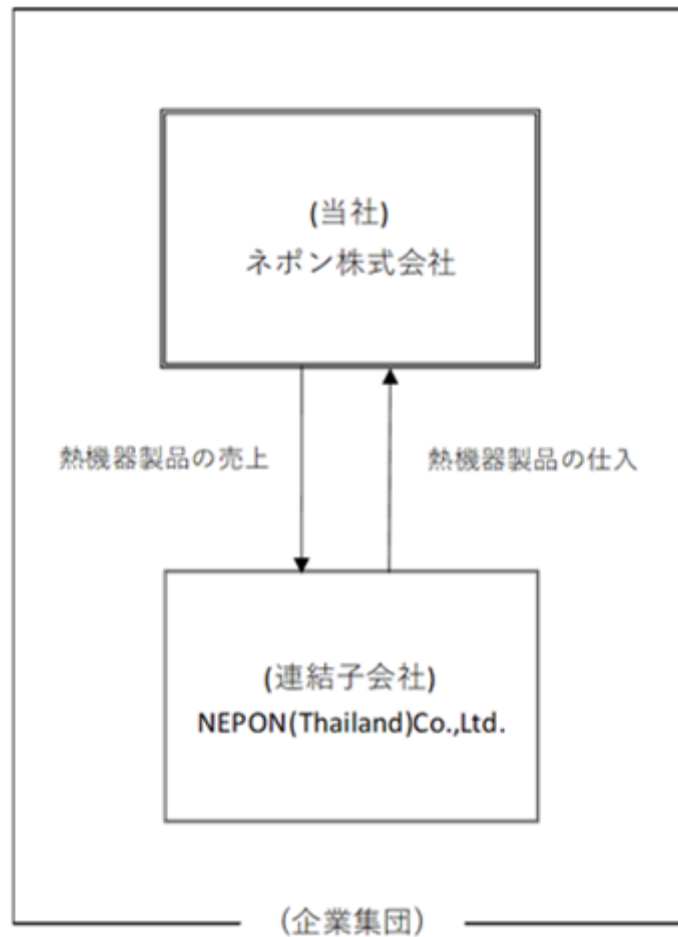 (当社)
ネポン株式会社
熱機器製品の売上
熱機器製品の仕入
(連結子会社)
NEPON(Thailand)Co.,Ltd.
(企業集団)